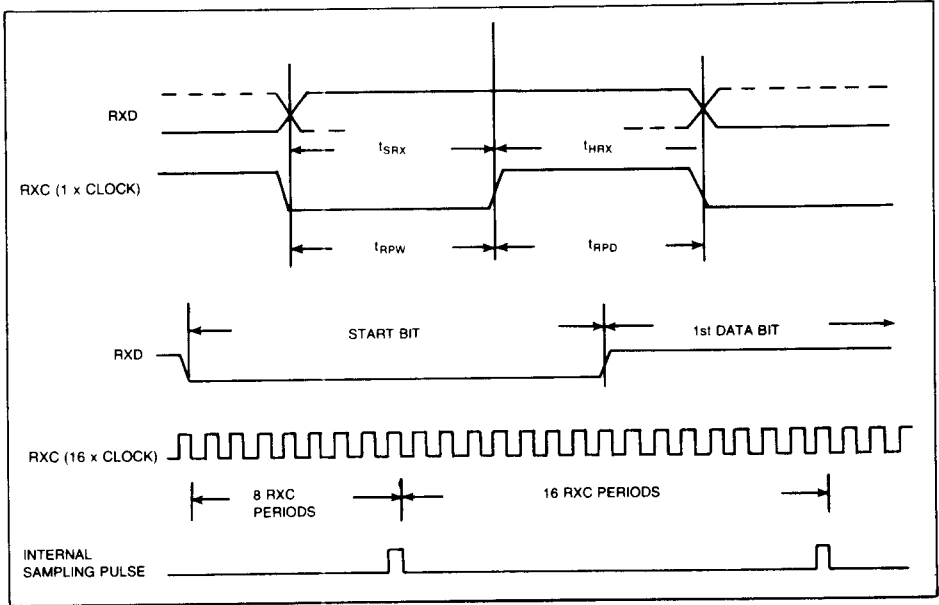 RXD
tSRX
tHRX
RXC (1 x CLOCK)
tRPW
tRPD
START BIT
1st DATA BIT
RXD
RXC (16 x CLOCK)
8 RXC
PERIODS
16 RXC PERIODS
INTERNAL
SAMPLING PULSE